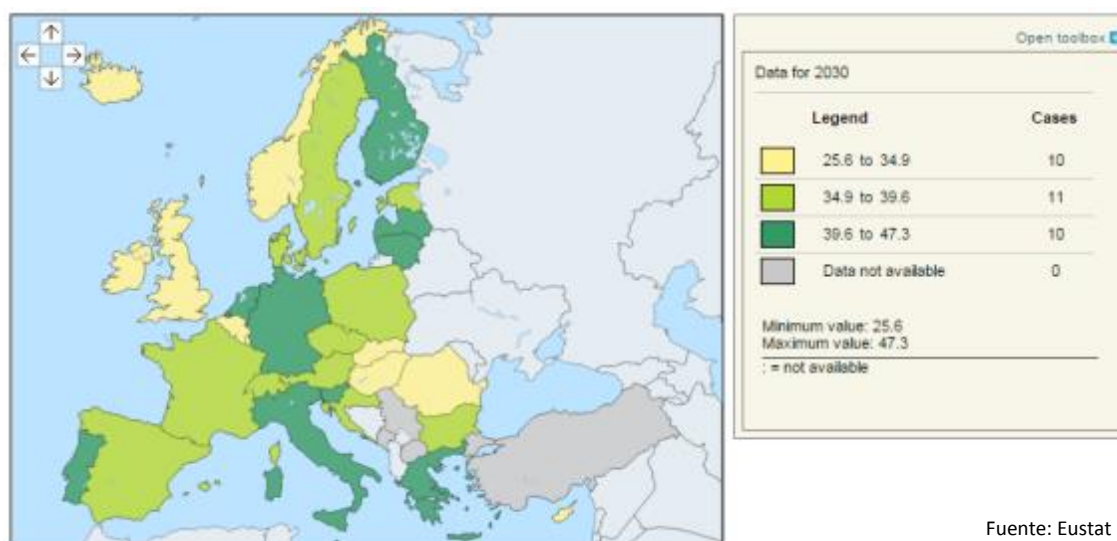 Open toolbox
Data for 2030
Legend Cases
25.6 to 34.9 10
34.9 to 39.6 11
39.6 to 47.3 10
Data not available 0
Minimum value: 25.6
Maximum value: 47.3
: = not available
Fuente: Eustat